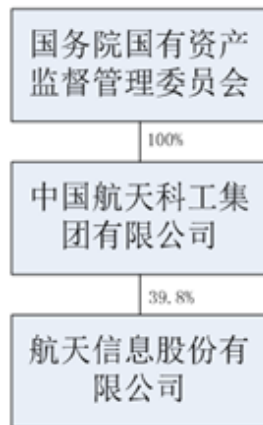 国务院国有资产
监督管理委员会
100%
中国航天科工集
团有限公司
39.8%
航天信息股份有
限公司